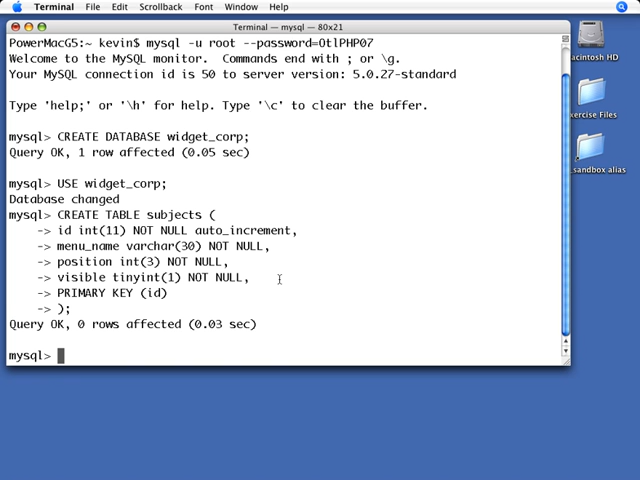 Terminal File Edit Scrollback Font Window Help
Terminal — mysql — 80x21
PowerMacG5:~ kevin$ mysql -u root --password=OtlPHP07
Welcome to the MySQL monitor.  Commands end with ; or \g.
Your MySQL connection id is 50 to server version: 5.0.27-standard
Type 'help;' or '\h' for help. Type '\c' to clear the buffer.
mysql> CREATE DATABASE widget_corp;
Query OK, 1 row affected (0.05 sec)
mysql> USE widget_corp;
Database changed
mysql> CREATE TABLE subjects (
    -> id int(11) NOT NULL auto_increment,
    -> menu_name varchar(30) NOT NULL,
    -> position int(3) NOT NULL,
    -> visible tinyint(1) NOT NULL,
    -> PRIMARY KEY (id)
    -> );
Query OK, 0 rows affected (0.03 sec)
mysql>
acintosh HD
xercise Files
_sandbox alias